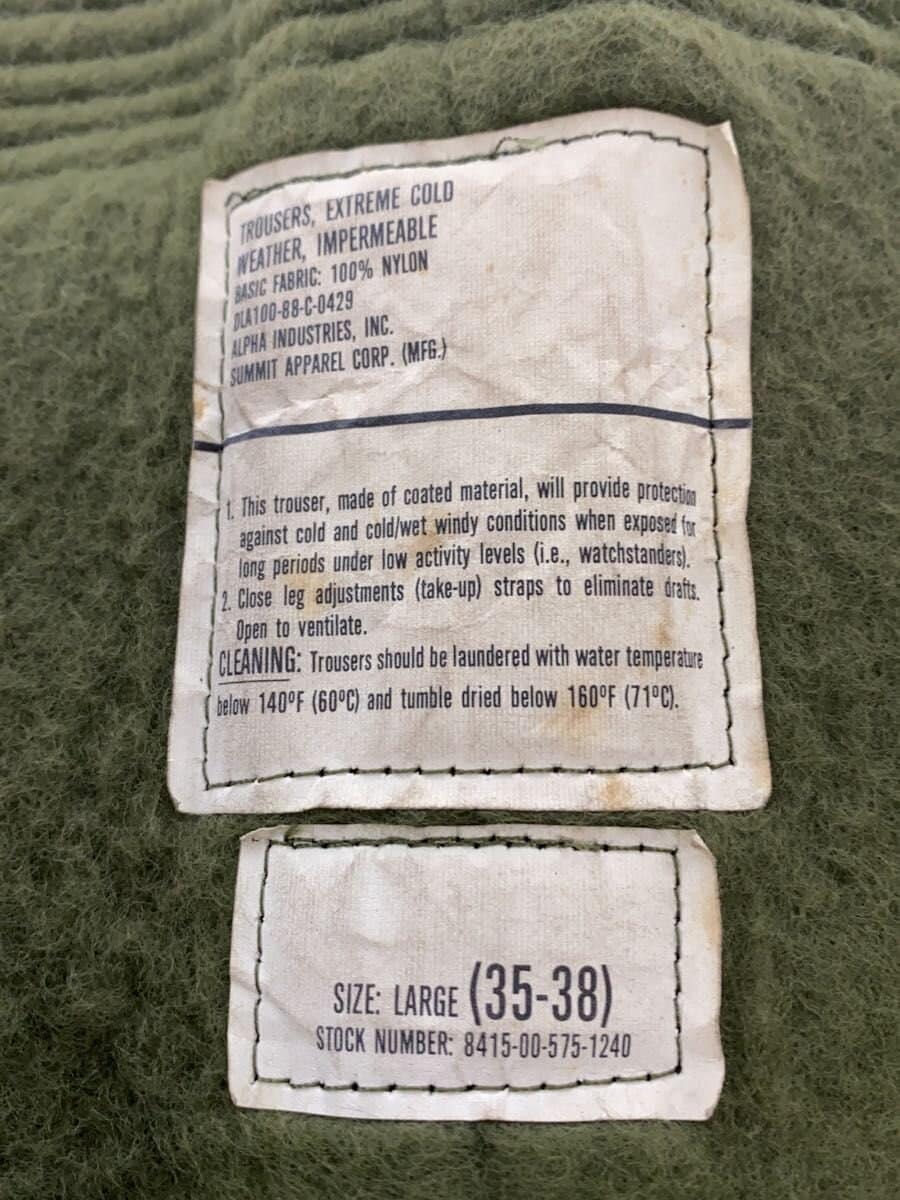 TROUSERS, EXTREME COLD
WEATHER, IMPERMEABLE
BASIC FABRIC: 100% NYLON
DLA100-88-C-0429
ALPHA INDUSTRIES, INC.
SUMMIT APPAREL CORP. (MFG.)
1. This trouser, made of coated material, will provide protection
against cold and cold/wet windy conditions when exposed for
long periods under low activity levels (i.e., watchstanders).
2. Close leg adjustments (take-up) straps to eliminate drafts.
Open to ventilate.
CLEANING: Trousers should be laundered with water temperature
below 140°F (60°C) and tumble dried below 160°F (71°C).
SIZE: LARGE (35-38)
STOCK NUMBER: 8415-00-575-1240